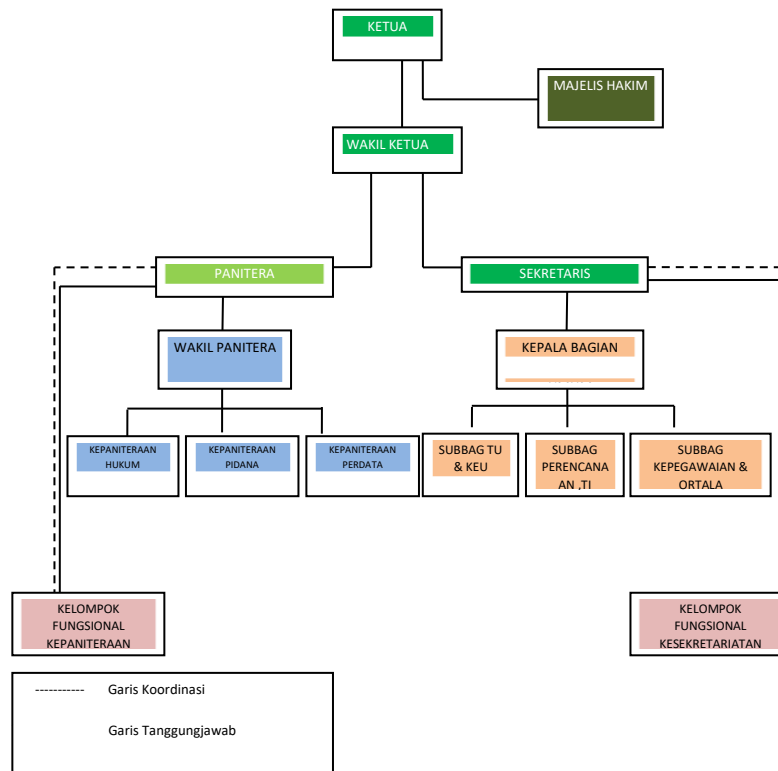 KETUA
MAJELIS HAKIM
WAKIL KETUA
PANITERA
SEKRETARIS
WAKIL PANITERA
KEPALA BAGIAN
KEPANITERAAN
HUKUM
KEPANITERAAN
PIDANA
KEPANITERAAN
PERDATA
SUBBAG TU
& KEU
SUBBAG
PERENCANA
AN ,TI
SUBBAG
KEPEGAWAIAN &
ORTALA
KELOMPOK
FUNGSIONAL
KEPANITERAAN
KELOMPOK
FUNGSIONAL
KESEKRETARIATAN
----------- Garis Koordinasi
Garis Tanggungjawab